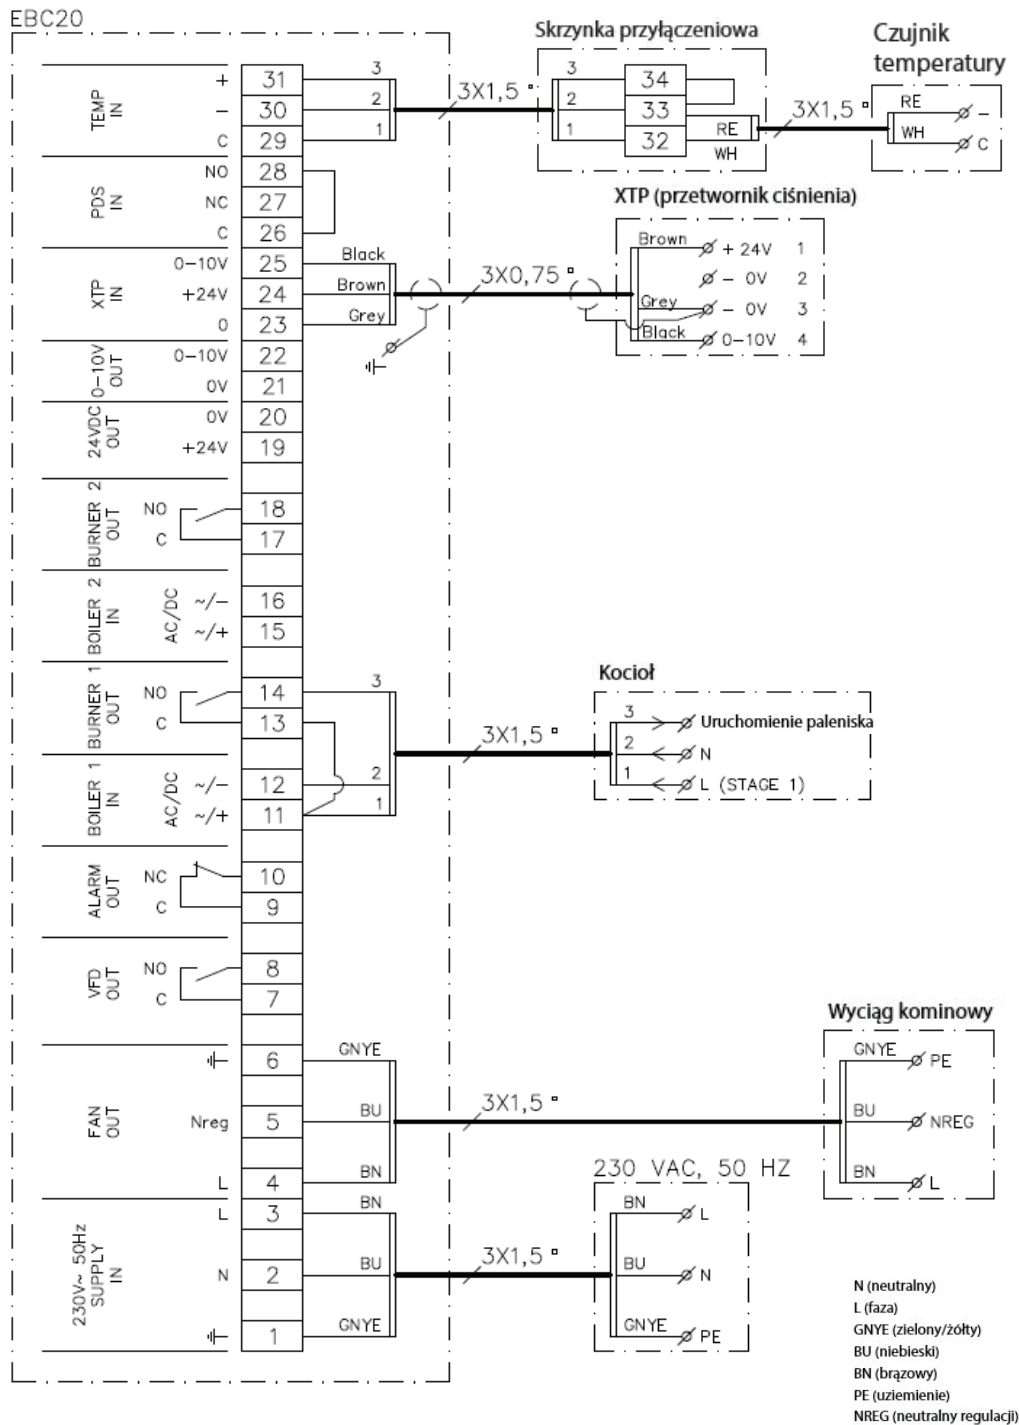 EBC20
Skrzynka przyłączeniowa
Czujnik
temperatury
TEMP
IN
+
31
3
−
30
2
C
29
1
3X1,5 ▫
3
34
2
33
1
32
RE
WH
3X1,5 ▫
RE
−
WH
C
PDS
IN
NO
28
NC
27
C
26
XTP (przetwornik ciśnienia)
XTP
IN
0-10V
25
Black
+24V
24
Brown
0
23
Grey
3X0,75 ▫
Brown
+ 24V 1
- 0V 2
Grey
- 0V 3
Black
0-10V 4
0-10V
OUT
0-10V
22
0V
21
24VDC
OUT
0V
20
+24V
19
BURNER 2
OUT
NO
18
C
17
BOILER 2
IN
AC/DC
~/-
16
~/+
15
BURNER 1
OUT
NO
14
3
C
13
BOILER 1
IN
AC/DC
~/-
12
2
~/+
11
1
3X1,5 ▫
Kocioł
3
Uruchomienie paleniska
2
N
1
L (STAGE 1)
ALARM
OUT
NC
10
C
9
VFD
OUT
NO
8
C
7
Wyciąg kominowy
FAN
OUT
6
GNYE
Nreg
5
BU
L
4
BN
3X1,5 ▫
GNYE
PE
BU
NREG
BN
L
230 VAC, 50 HZ
230V~ 50Hz
SUPPLY
IN
L
3
BN
N
2
BU
1
GNYE
3X1,5 ▫
BN
L
BU
N
GNYE
PE
N (neutralny)
L (faza)
GNYE (zielony/żółty)
BU (niebieski)
BN (brązowy)
PE (uziemienie)
NREG (neutralny regulacji)